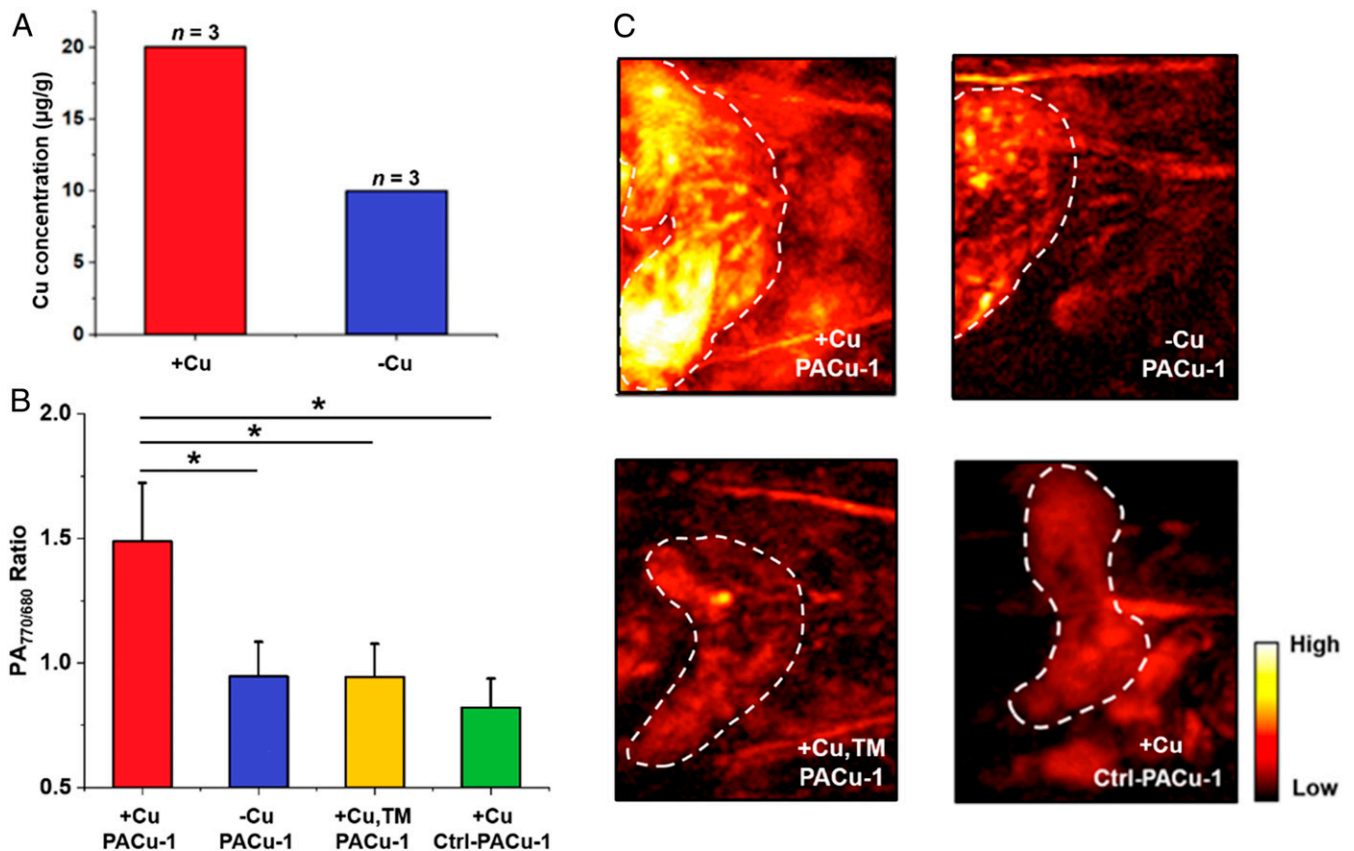 A
Cu concentration (µg/g)
20
15
10
5
0
n = 3
n = 3
+Cu
-Cu
B
PA770/680 Ratio
2.0
1.5
1.0
0.5
*
*
*
+Cu
PACu-1
-Cu
PACu-1
+Cu,TM
PACu-1
+Cu
Ctrl-PACu-1
C
+Cu
PACu-1
-Cu
PACu-1
+Cu,TM
PACu-1
+Cu
Ctrl-PACu-1
High
Low